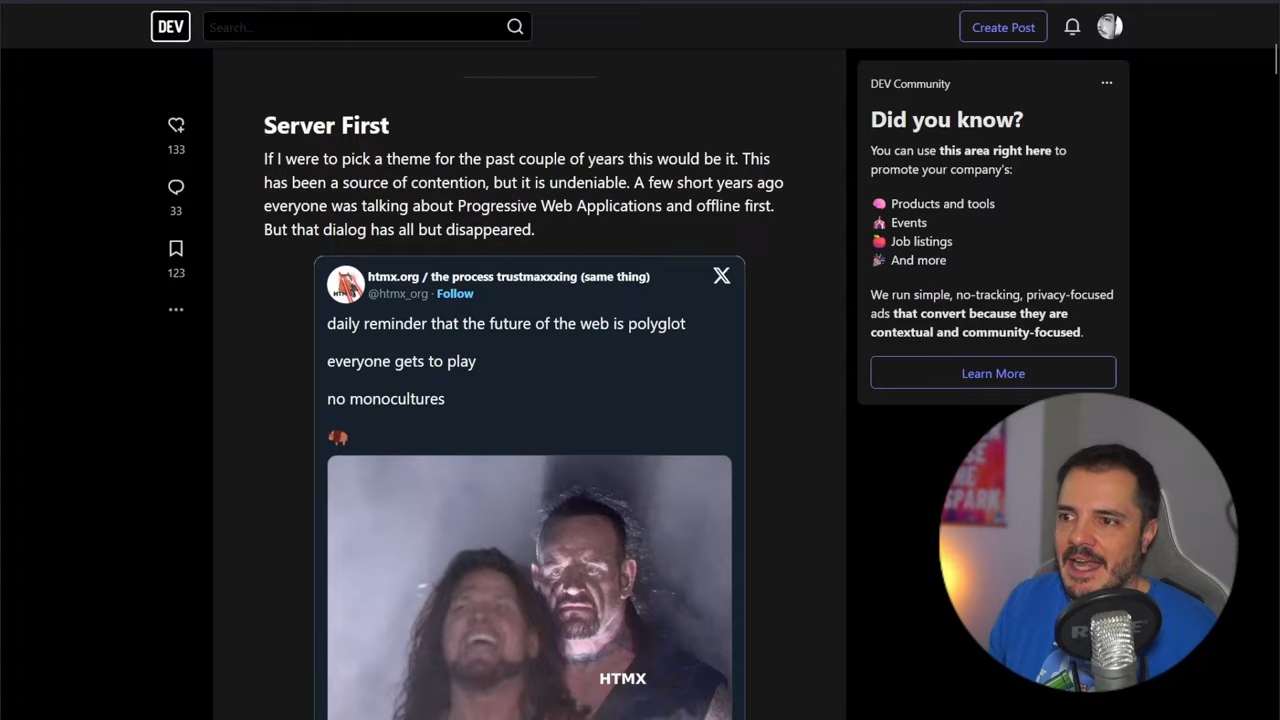 DEV
Search...
Create Post
133
33
123
Server First
If I were to pick a theme for the past couple of years this would be it. This
has been a source of contention, but it is undeniable. A few short years ago
everyone was talking about Progressive Web Applications and offline first.
But that dialog has all but disappeared.
htmx.org / the process trustmaxxxing (same thing)
@htmx_org · Follow
daily reminder that the future of the web is polyglot
everyone gets to play
no monocultures
HTMX
DEV Community
Did you know?
You can use this area right here to
promote your company's:
🧠 Products and tools
🎪 Events
🍎 Job listings
🎉 And more
We run simple, no-tracking, privacy-focused
ads that convert because they are
contextual and community-focused.
Learn More